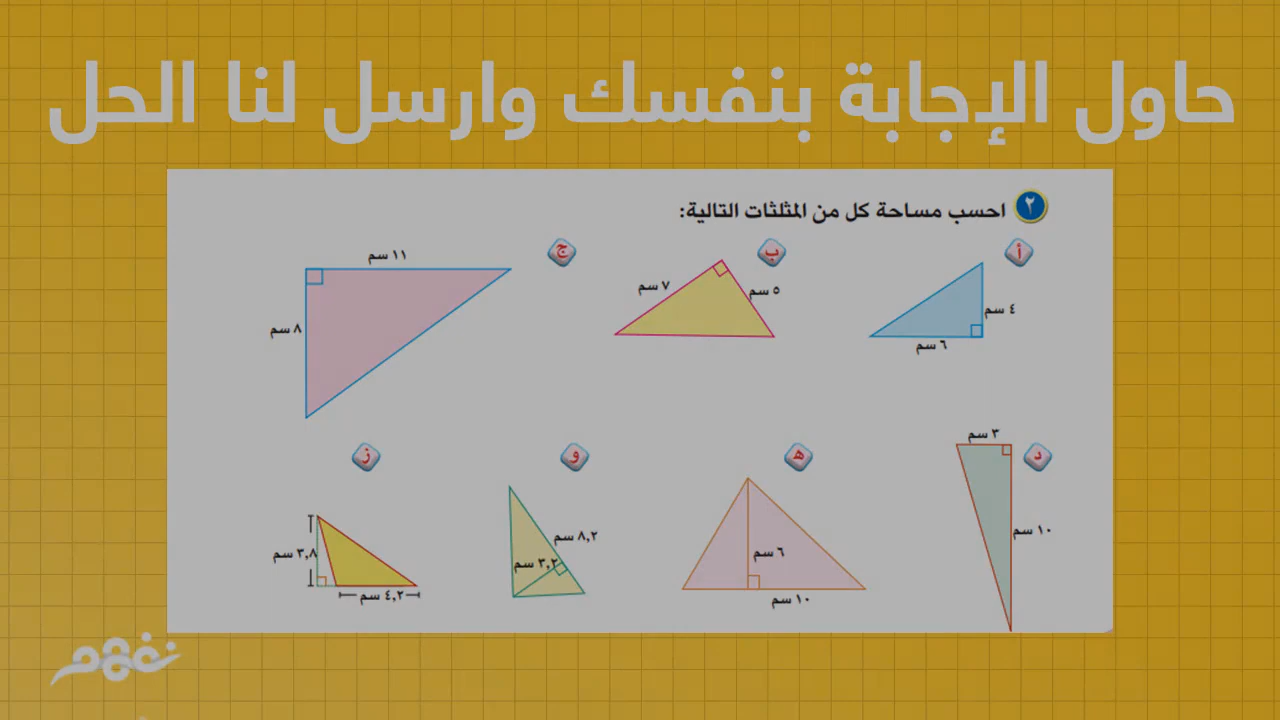 حاول الإجابة بنفسك وارسل لنا الحل
٢ احسب مساحة كل من المثلثات التالية:
أ
٤ سم
٦ سم
ب
٥ سم
٧ سم
ج
١١ سم
٨ سم
د
٣ سم
١٠ سم
ه
٦ سم
١٠ سم
و
٨,٢ سم
٣,٢ سم
ز
٣,٨ سم
٤,٢ سم
نفهم